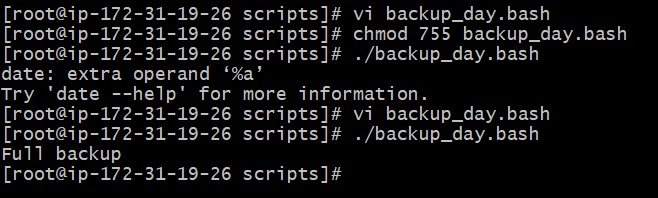 [root@ip-172-31-19-26 scripts]# vi backup_day.bash
[root@ip-172-31-19-26 scripts]# chmod 755 backup_day.bash
[root@ip-172-31-19-26 scripts]# ./backup_day.bash
date: extra operand ‘%a’
Try 'date --help' for more information.
[root@ip-172-31-19-26 scripts]# vi backup_day.bash
[root@ip-172-31-19-26 scripts]# ./backup_day.bash
Full backup
[root@ip-172-31-19-26 scripts]#